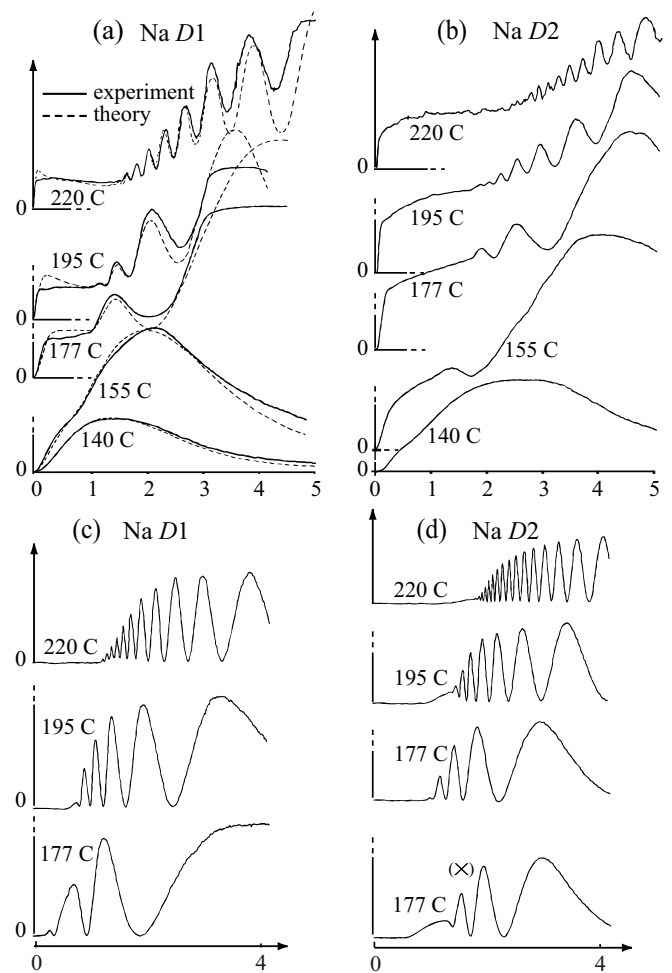 (a) Na D1
experiment
theory
220 C
0
195 C
0
177 C
0
155 C
140 C
0
0 1 2 3 4 5
(b) Na D2
220 C
0
195 C
0
177 C
0
155 C
0
140 C
0
0 1 2 3 4 5
(c) Na D1
220 C
0
195 C
0
177 C
0
0 4
(d) Na D2
220 C
195 C
177 C
(×)
177 C
0 4